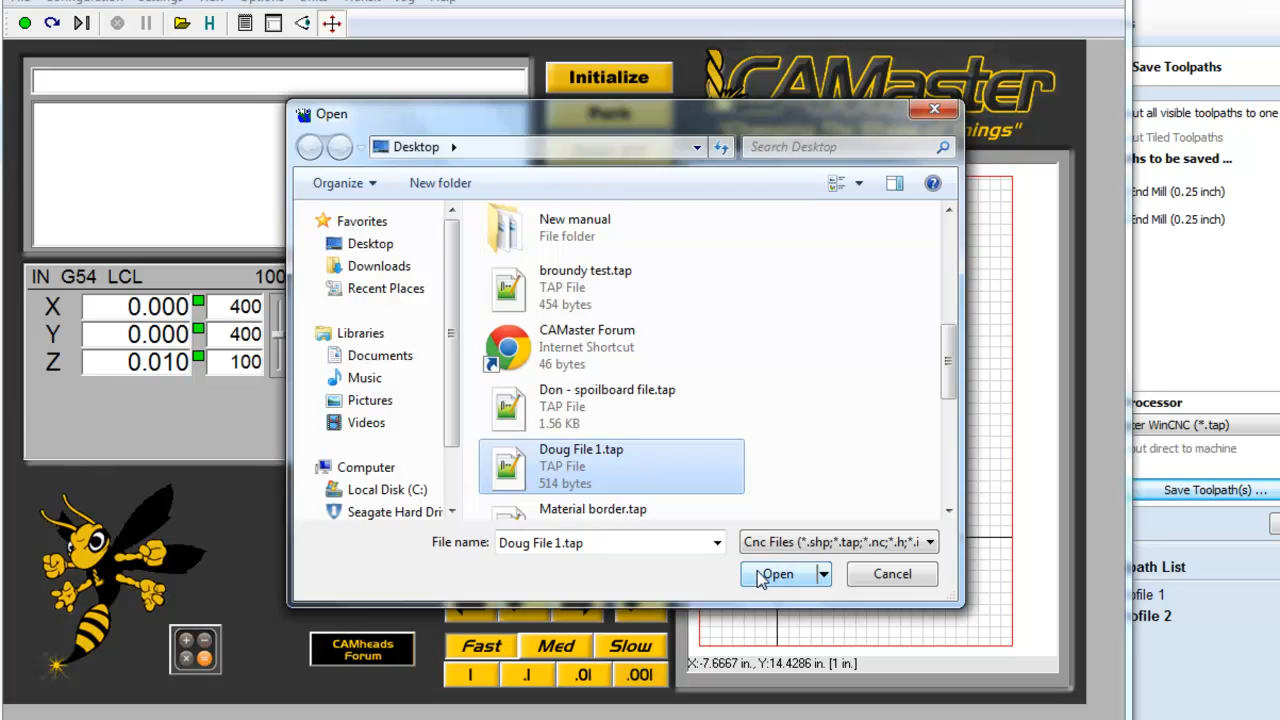 H
Initialize
CAMaster
Save Toolpaths
Open
Desktop
Search Desktop
ings"
Organize
New folder
Favorites
Desktop
Downloads
Recent Places
Libraries
Documents
Music
Pictures
Videos
Computer
Local Disk (C:)
Seagate Hard Dri
New manual
File folder
broundy test.tap
TAP File
454 bytes
CAMaster Forum
Internet Shortcut
46 bytes
Don - spoilboard file.tap
TAP File
1.56 KB
Doug File 1.tap
TAP File
514 bytes
Material border.tap
File name:
Doug File 1.tap
Cnc Files (*.shp;*.tap;*.nc;*.h;*.i
Open
Cancel
IN G54 LCL
100
X 0.000 400
Y 0.000 400
Z 0.010 100
CAMheads
Forum
Fast Med Slow
1 .1 .01 .001
X:-7.6667 in., Y:14.4286 in. [1 in.]
ut all visible toolpaths to one
ut Tiled Toolpaths
hs to be saved ...
End Mill (0.25 inch)
End Mill (0.25 inch)
rocessor
er WinCNC (*.tap)
out direct to machine
Save Toolpath(s) ...
path List
ofile 1
ofile 2